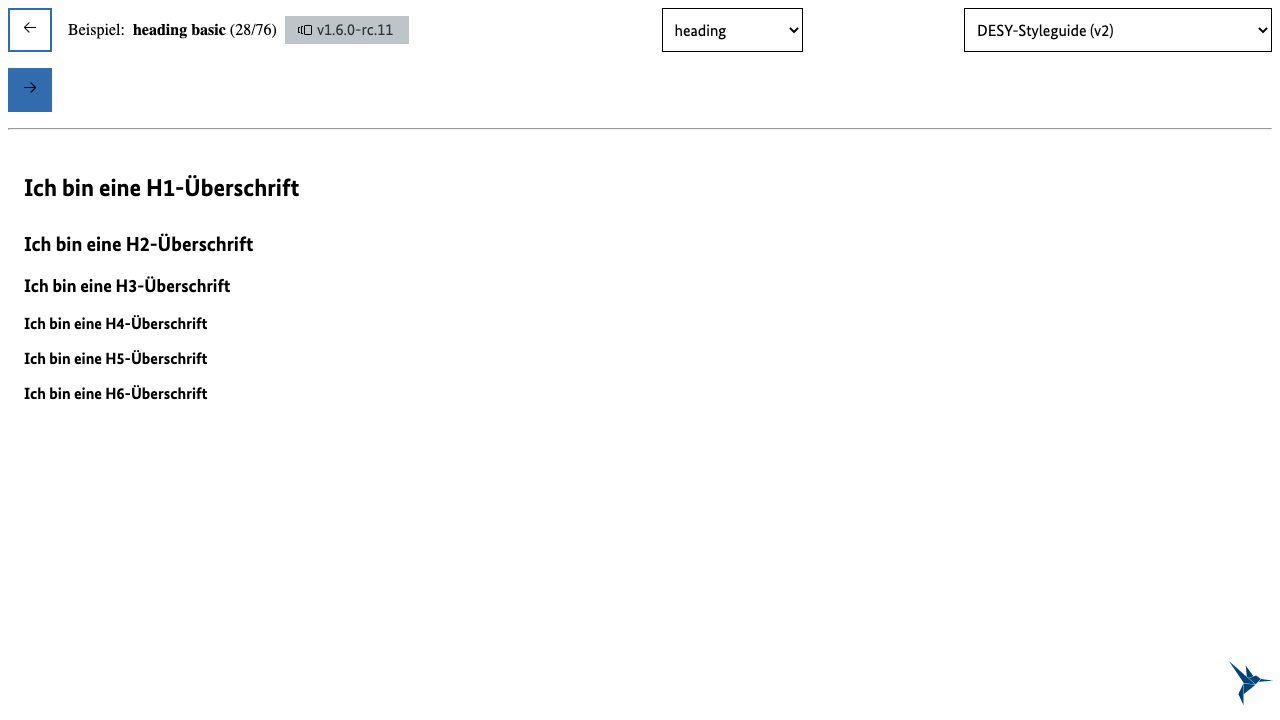 Beispiel: heading basic (28/76) v1.6.0-rc.11 heading DESY-Styleguide (v2)
Ich bin eine H1-Überschrift
Ich bin eine H2-Überschrift
Ich bin eine H3-Überschrift
Ich bin eine H4-Überschrift
Ich bin eine H5-Überschrift
Ich bin eine H6-Überschrift